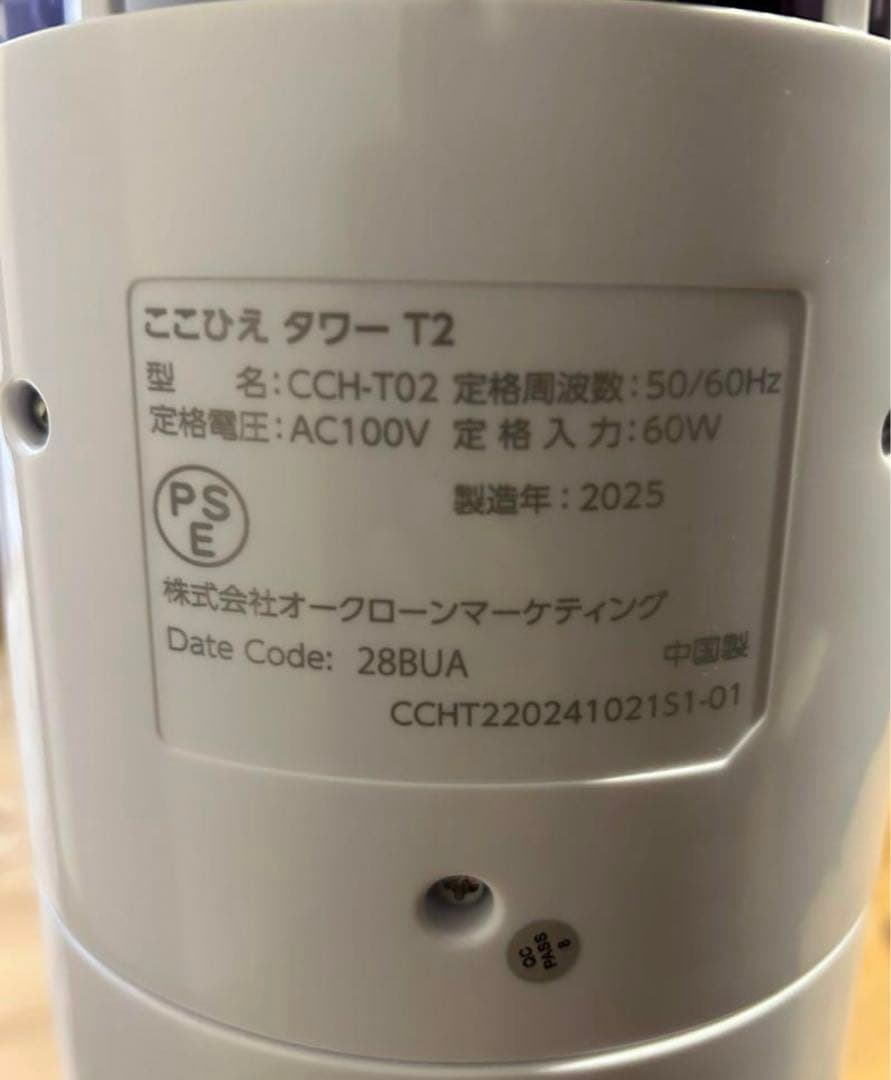 ここひえ タワー T2
型 名:CCH-T02 定格周波数:50/60Hz
定格電圧:AC100V 定格入力:60W
PSE
製造年:2025
株式会社オークローンマーケティング
Date Code: 28BUA
中国製
CCHT220241021S1-01
QC
PASS
8